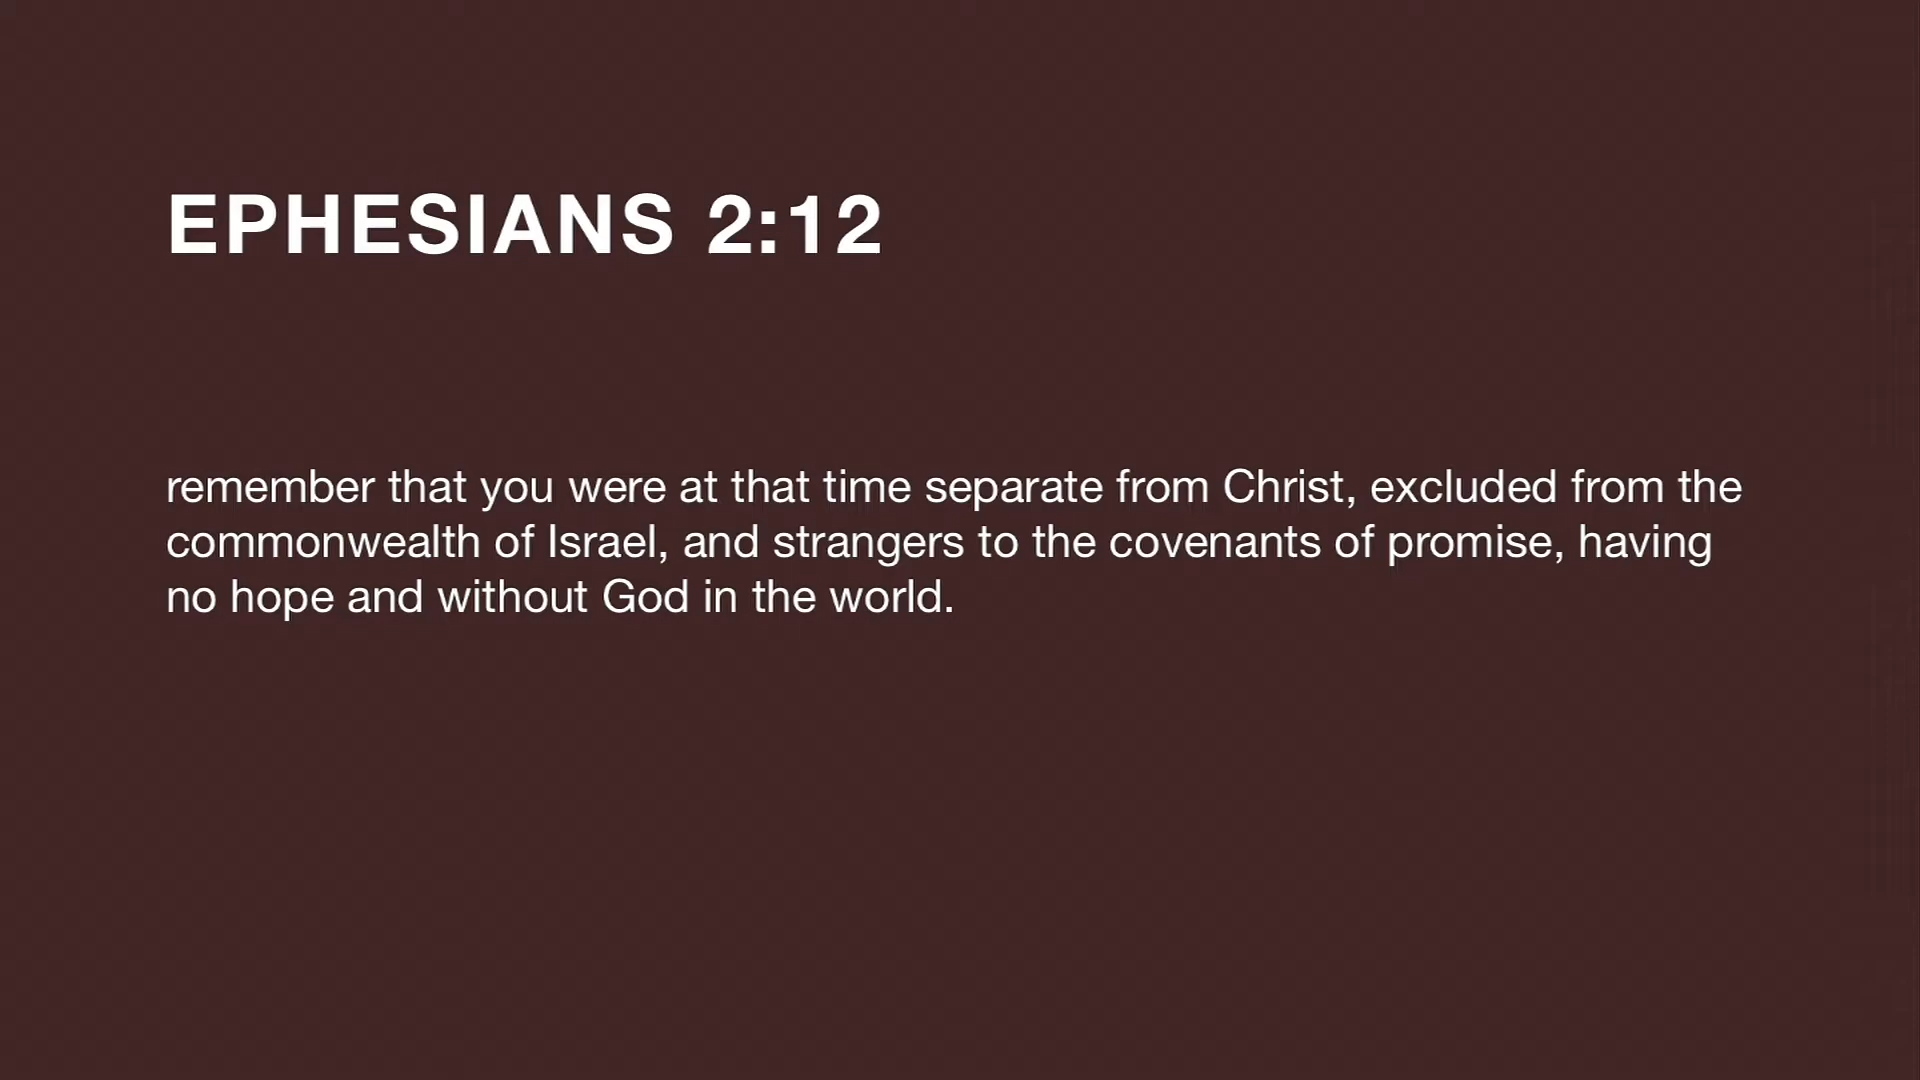 EPHESIANS 2:12
remember that you were at that time separate from Christ, excluded from the
commonwealth of Israel, and strangers to the covenants of promise, having
no hope and without God in the world.